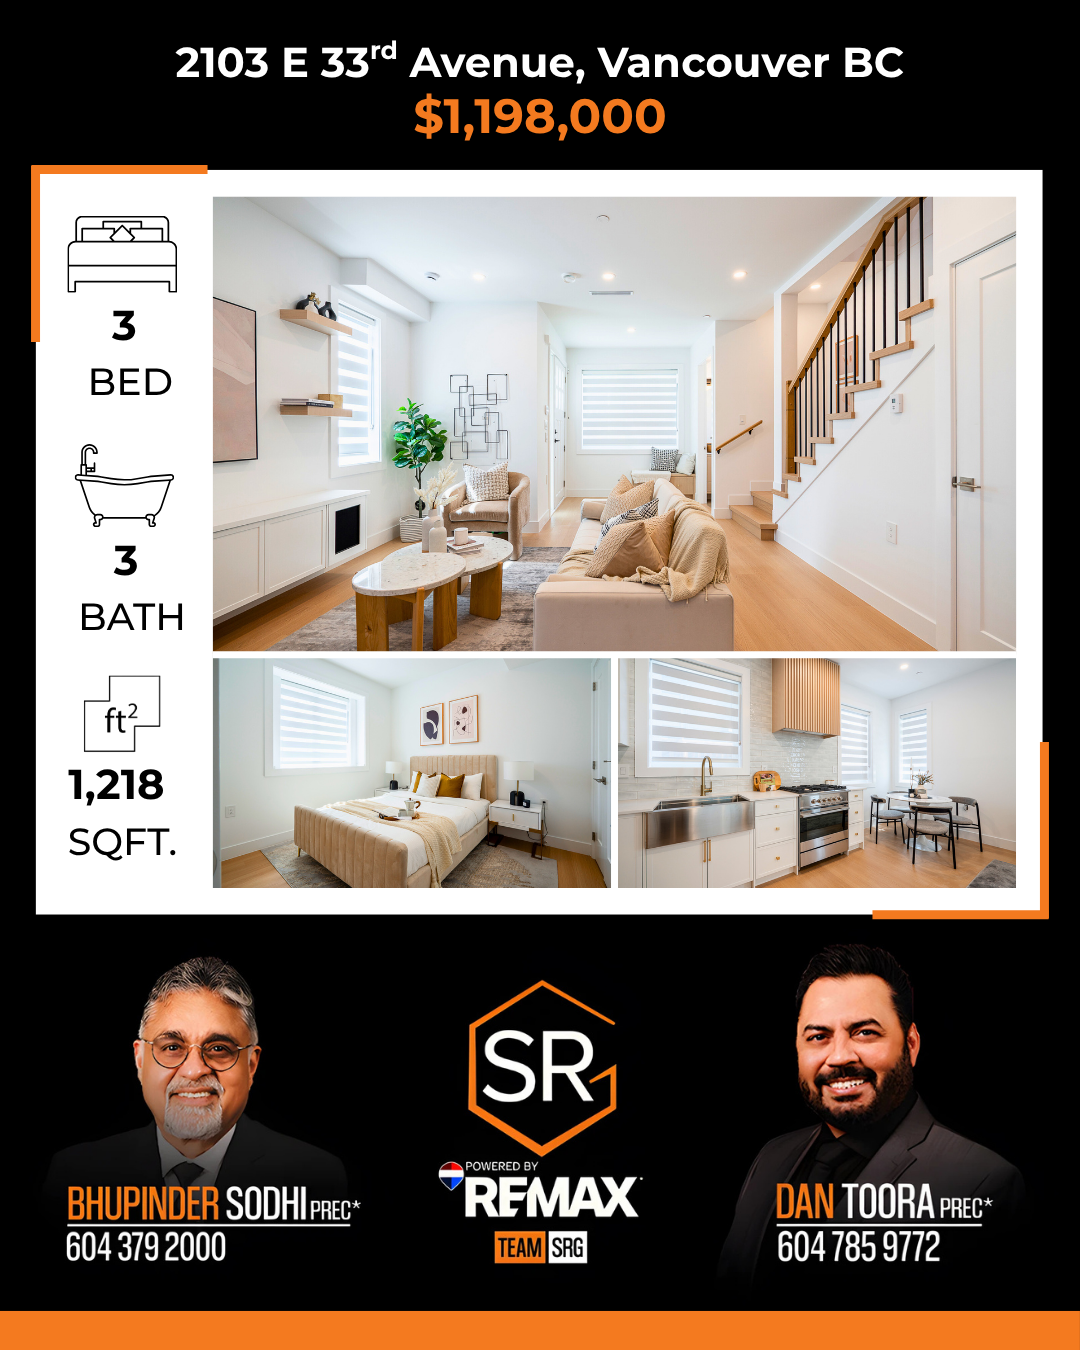 2103 E 33rd Avenue, Vancouver BC
$1,198,000
3
BED
3
BATH
ft2
1,218
SQFT.
SRG
POWERED BY
REMAX
TEAM SRG
BHUPINDER SODHI PREC*
604 379 2000
DAN TOORA PREC*
604 785 9772